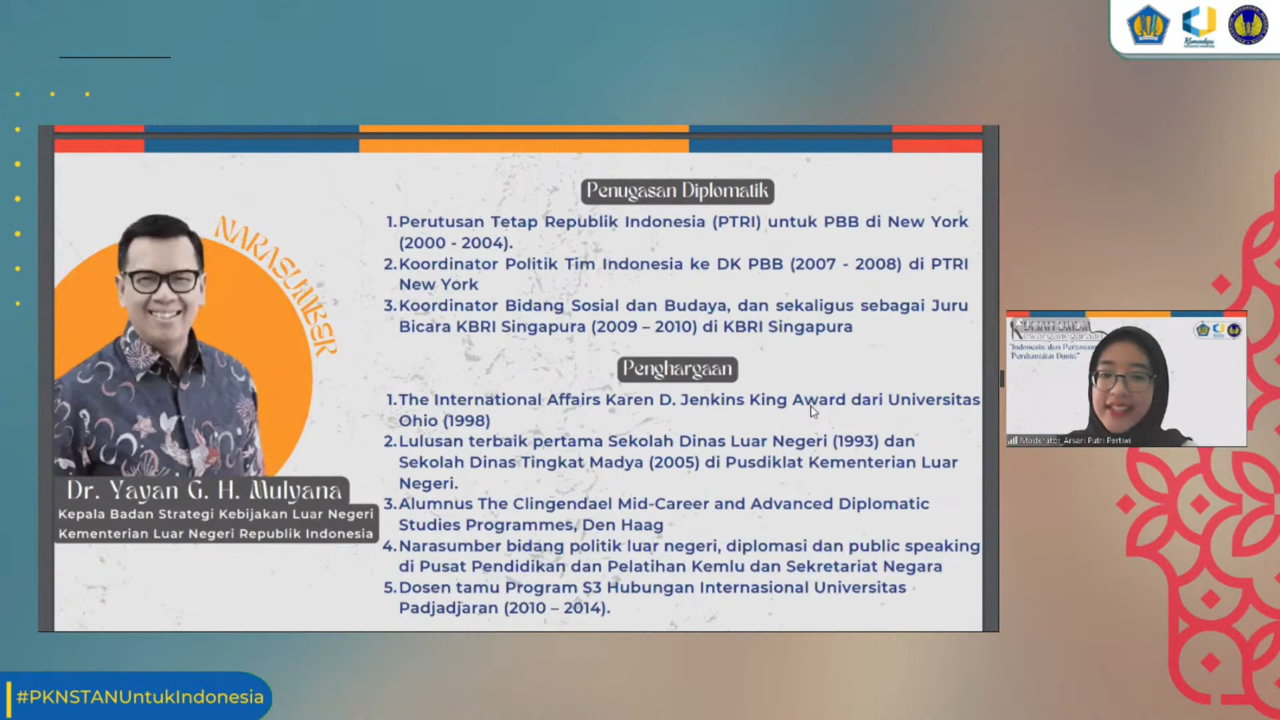 NARASUMBER
Dr. Yayan G. H. Mulyana
Kepala Badan Strategi Kebijakan Luar Negeri
Kementerian Luar Negeri Republik Indonesia
Penugasan Diplomatik
1.Perutusan Tetap Republik Indonesia (PTRI) untuk PBB di New York
(2000 - 2004).
2.Koordinator Politik Tim Indonesia ke DK PBB (2007 - 2008) di PTRI
New York
3.Koordinator Bidang Sosial dan Budaya, dan sekaligus sebagai Juru
Bicara KBRI Singapura (2009 – 2010) di KBRI Singapura
Penghargaan
1.The International Affairs Karen D. Jenkins King Award dari Universitas
Ohio (1998)
2.Lulusan terbaik pertama Sekolah Dinas Luar Negeri (1993) dan
Sekolah Dinas Tingkat Madya (2005) di Pusdiklat Kementerian Luar
Negeri.
3.Alumnus The Clingendael Mid-Career and Advanced Diplomatic
Studies Programmes, Den Haag
4.Narasumber bidang politik luar negeri, diplomasi dan public speaking
di Pusat Pendidikan dan Pelatihan Kemlu dan Sekretariat Negara
5.Dosen tamu Program S3 Hubungan Internasional Universitas
Padjadjaran (2010 – 2014).
"Indonesia dan
Perdamaian Dunia"
Moderator_Arsari Putri Pertiwi
#PKNSTANUntukIndonesia